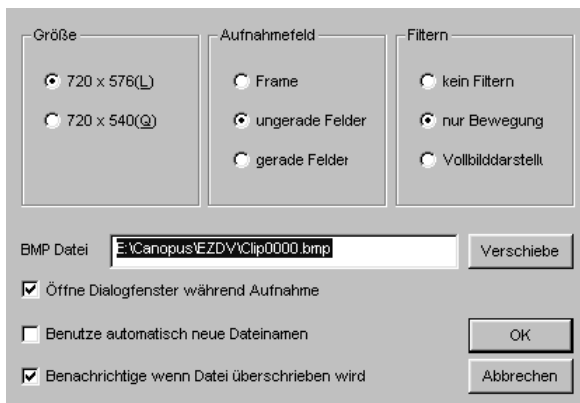 Größe
720 x 576(L)
720 x 540(Q)
Aufnahmefeld
Frame
ungerade Felder
gerade Felder
Filtern
kein Filtern
nur Bewegung
Vollbilddarstellu
BMP Datei
E:\Canopus\EZDV\Clip0000.bmp
Verschiebe
Öffne Dialogfenster während Aufnahme
Benutze automatisch neue Dateinamen
OK
Benachrichtige wenn Datei überschrieben wird
Abbrechen